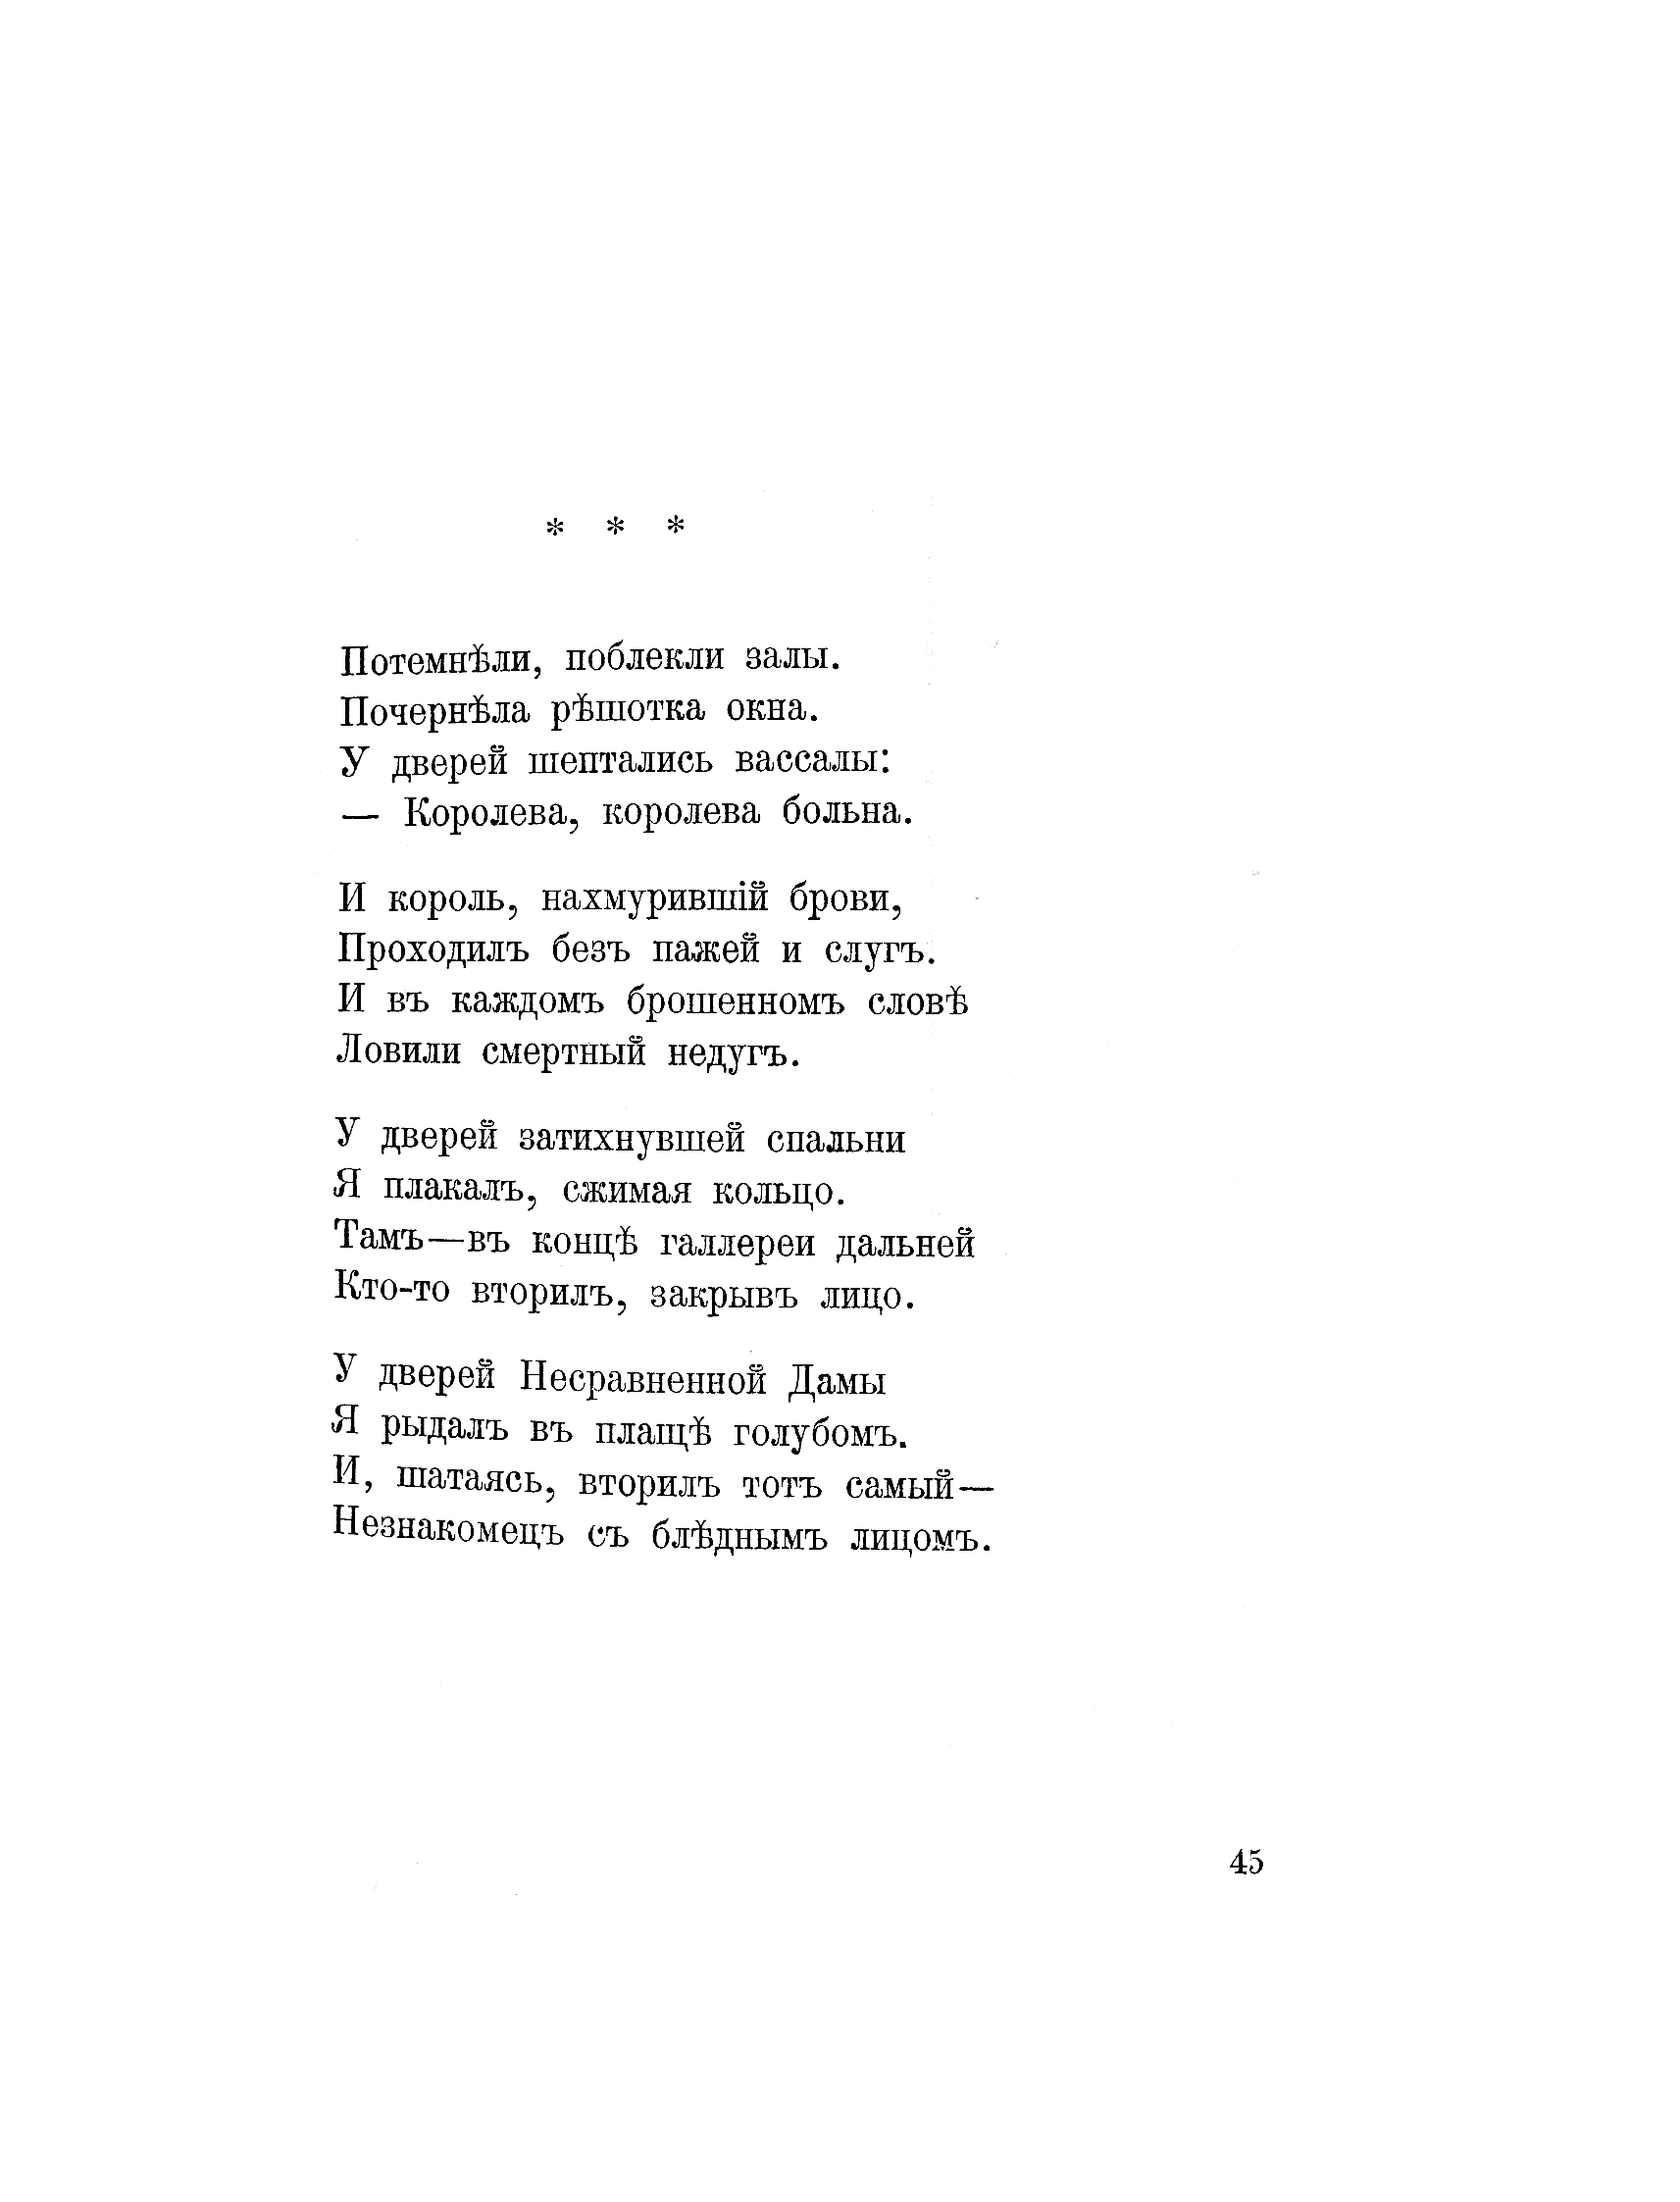 * * *
Потемнѣли, поблекли залы.
Почернѣла рѣшотка окна.
У дверей шептались вассалы:
— Королева, королева больна.
И король, нахмурившій брови,
Проходилъ безъ пажей и слугъ.
И въ каждомъ брошенномъ словѣ
Ловили смертный недугъ.
У дверей затихнувшей спальни
Я плакалъ, сжимая кольцо.
Тамъ—въ концѣ галлереи дальней
Кто-то вторилъ, закрывъ лицо.
У дверей Несравненной Дамы
Я рыдалъ въ плащѣ голубомъ.
И, шатаясь, вторилъ тотъ самый—
Незнакомецъ съ блѣднымъ лицомъ.
45